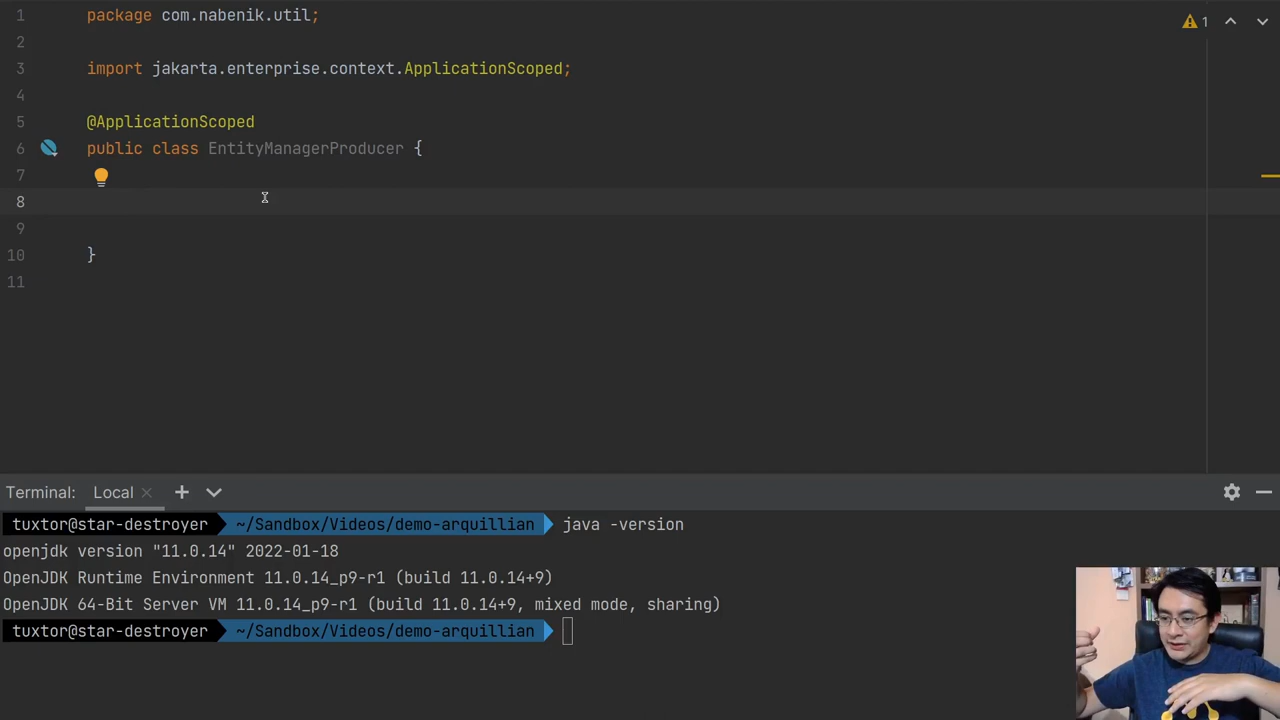 1 package com.nabenik.util;
2
3 import jakarta.enterprise.context.ApplicationScoped;
4
5 @ApplicationScoped
6 public class EntityManagerProducer {
7
8
9
10 }
11
1
Terminal: Local
tuxtor@star-destroyer ~/Sandbox/Videos/demo-arquillian java -version
openjdk version "11.0.14" 2022-01-18
OpenJDK Runtime Environment 11.0.14_p9-r1 (build 11.0.14+9)
OpenJDK 64-Bit Server VM 11.0.14_p9-r1 (build 11.0.14+9, mixed mode, sharing)
tuxtor@star-destroyer ~/Sandbox/Videos/demo-arquillian